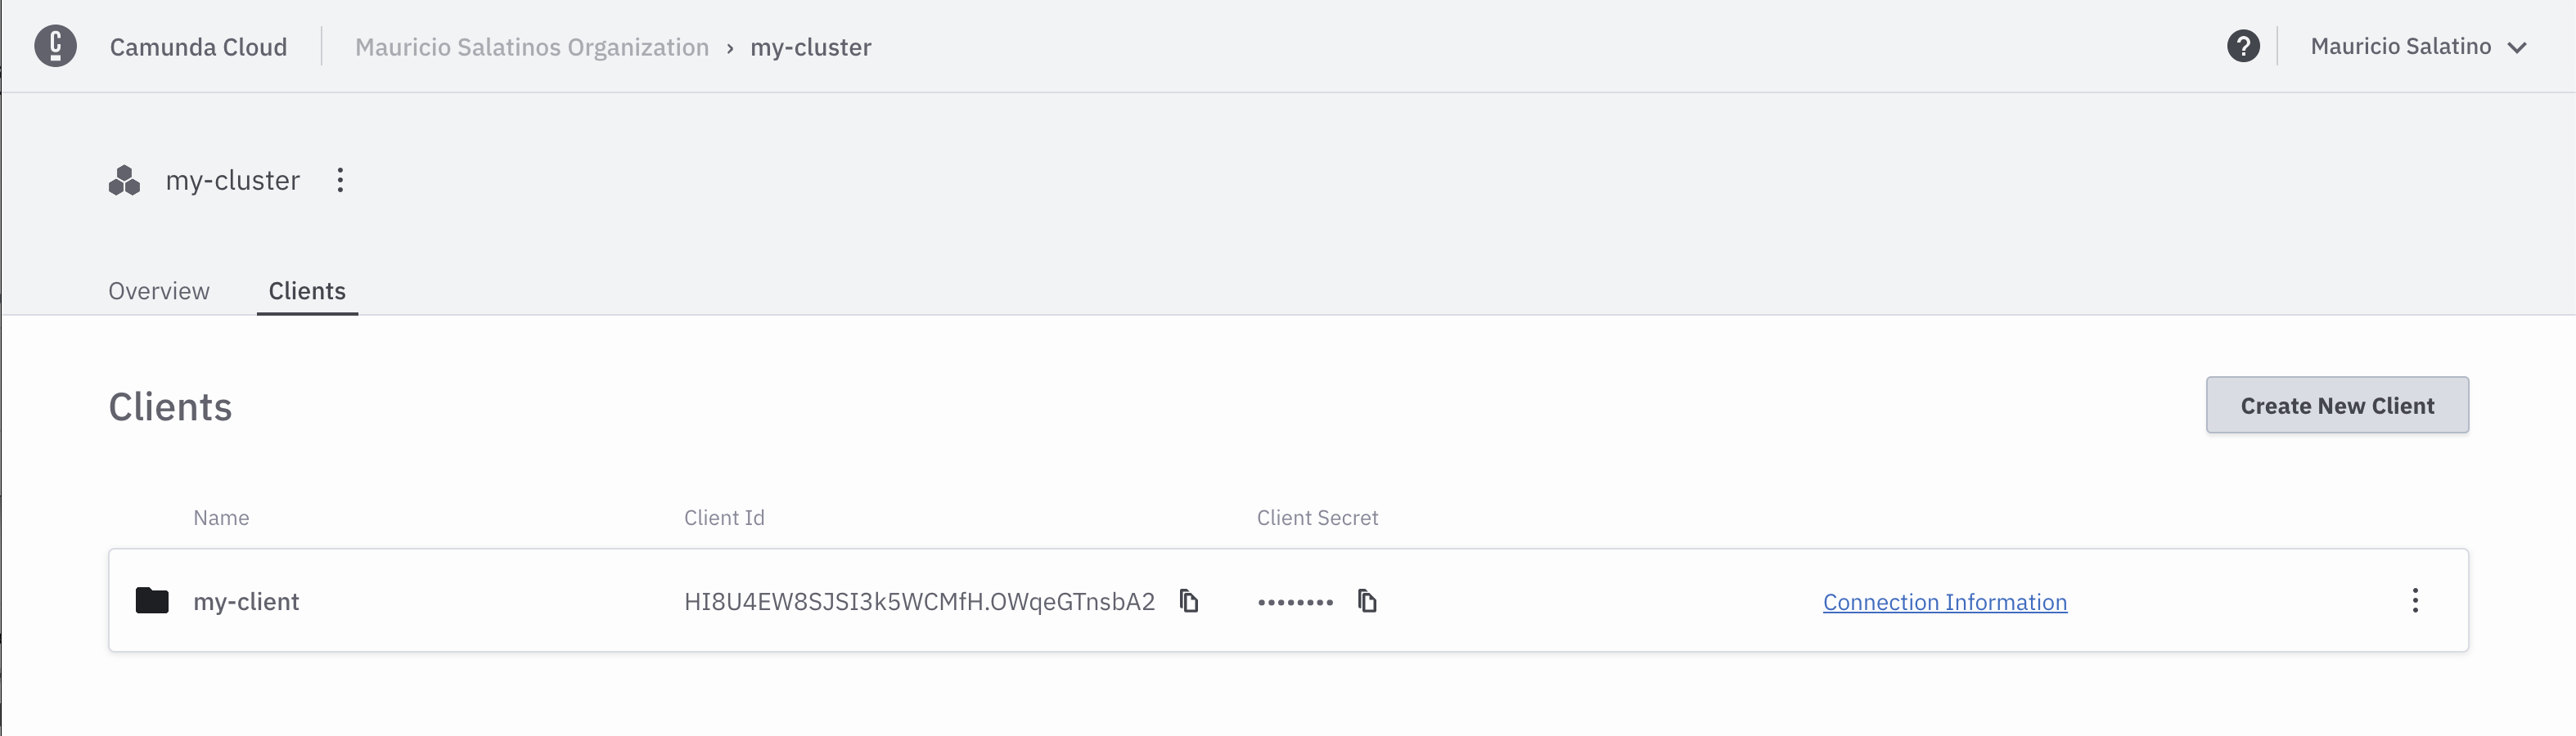 Camunda Cloud Mauricio Salatinos Organization › my-cluster ? Mauricio Salatino
my-cluster
Overview Clients
Clients Create New Client
Name Client Id Client Secret
my-client HI8U4EW8SJSI3k5WCMfH.OWqeGTnsbA2 •••••••• Connection Information